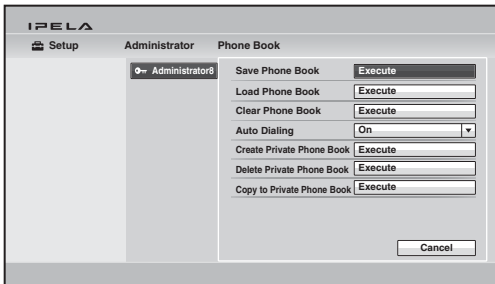 IPELA
Setup Administrator Phone Book
Administrator8
Save Phone Book Execute
Load Phone Book Execute
Clear Phone Book Execute
Auto Dialing On
Create Private Phone Book Execute
Delete Private Phone Book Execute
Copy to Private Phone Book Execute
Cancel